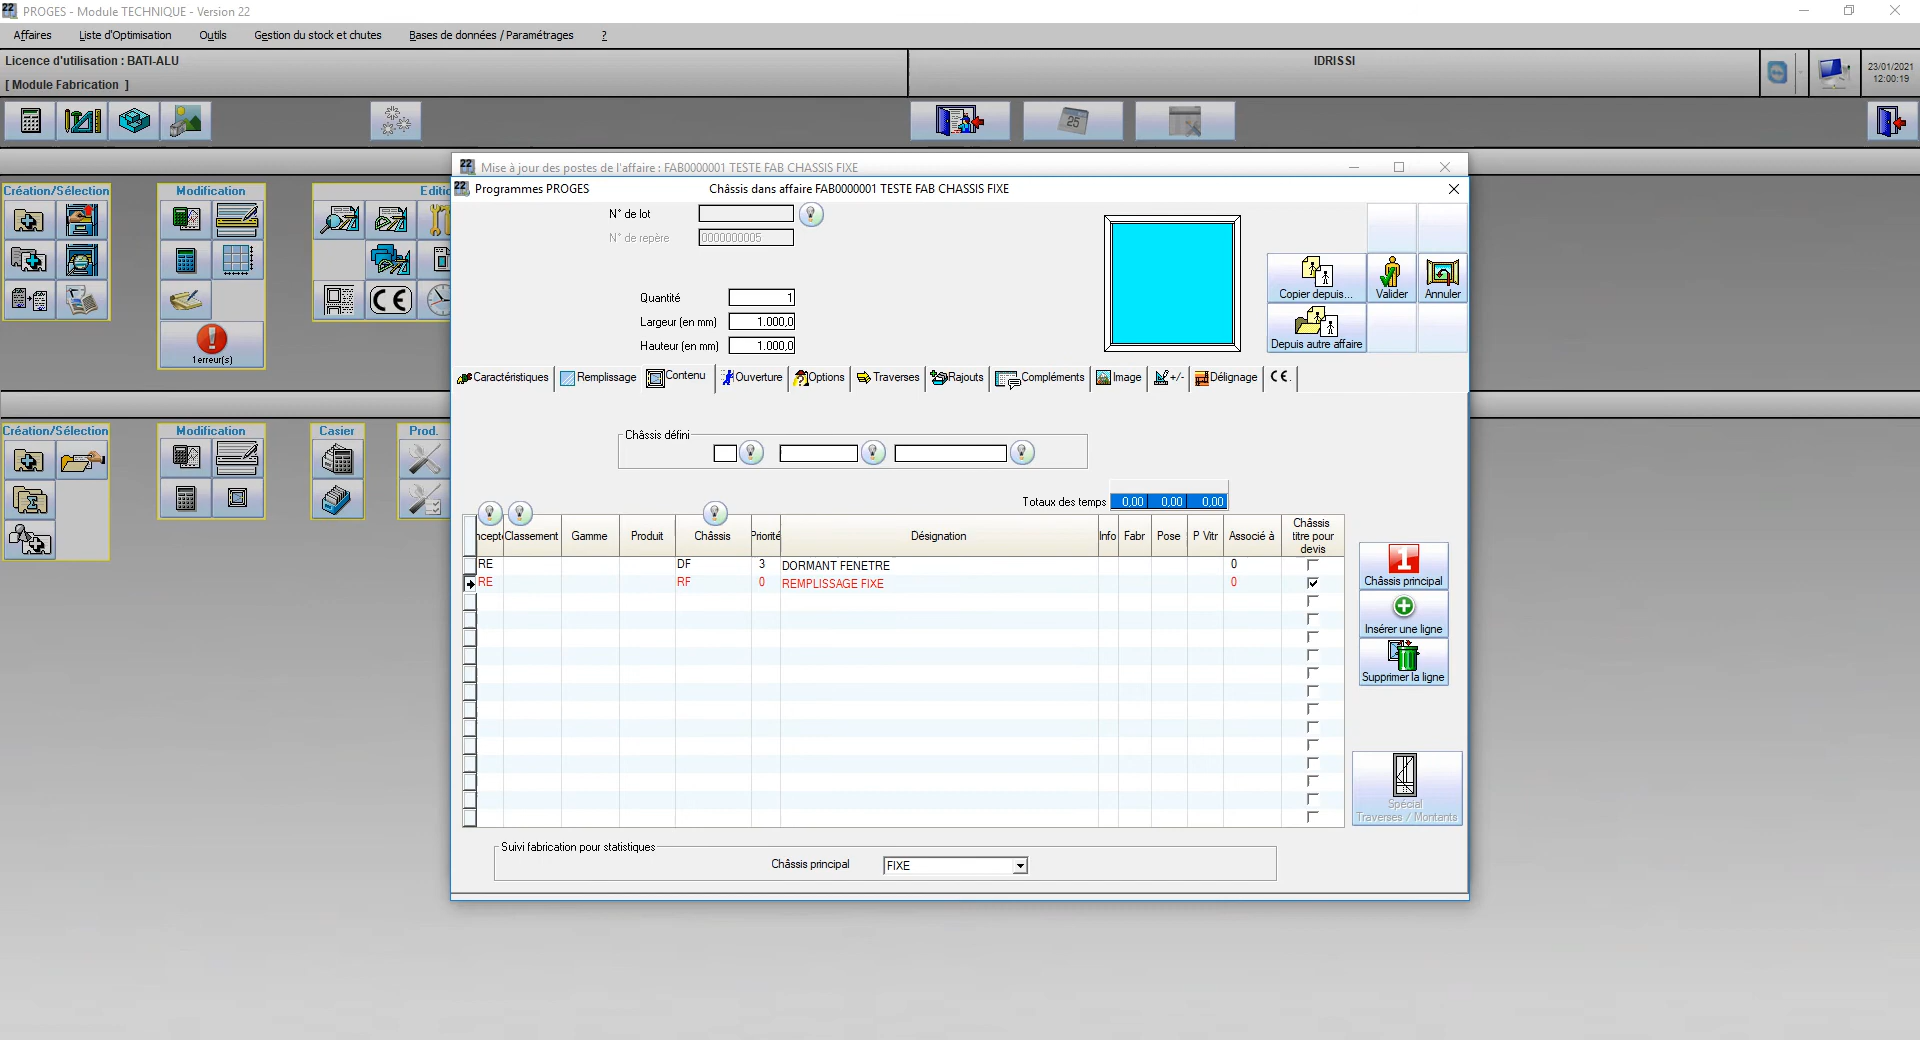 22 PROGES - Module TECHNIQUE - Version 22
Affaires Liste d'Optimisation Outils Gestion du stock et chutes Bases de données / Paramétrages ?
Licence d'utilisation : BATI-ALU
IDRISSI
[ Module Fabrication ]
23/01/2021
12:00:19
25
22 Mise à jour des postes de l'affaire : FAB0000001 TESTE FAB CHASSIS FIXE
22 Programmes PROGES Châssis dans affaire FAB0000001 TESTE FAB CHASSIS FIXE
Création/Sélection Modification Editic
CE
1 erreur(s)
N° de lot
N° de repère 0000000005
Quantité 1
Largeur (en mm) 1.000,0
Hauteur (en mm) 1.000,0
Copier depuis... Valider Annuler
Depuis autre affaire
Caractéristiques Remplissage Contenu Ouverture Options Traverses Rajouts Compléments Image +/- Délignage CE
Création/Sélection Modification Casier Prod.
Châssis défini
Totaux des temps 0,00 0,00 0,00
ncepte Classement Gamme Produit Châssis Priorité Désignation Info Fabr Pose P Vitr Associé à Châssis titre pour devis
RE DF 3 DORMANT FENETRE 0
RE RF 0 REMPLISSAGE FIXE 0
1
Châssis principal
Insérer une ligne
Supprimer la ligne
Spécial
Traverses / Montants
Suivi fabrication pour statistiques
Châssis principal FIXE